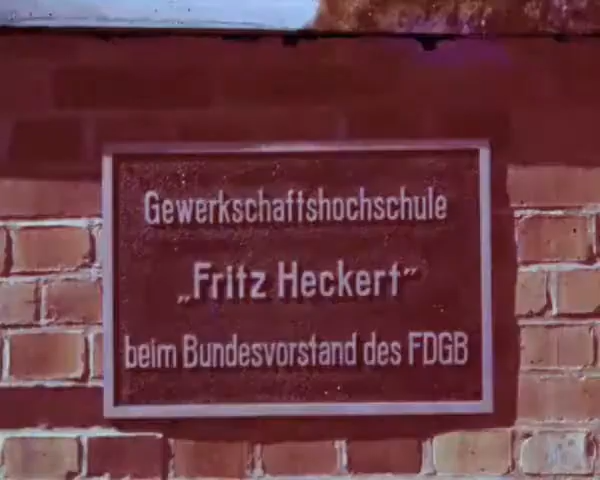 Gewerkschaftshochschule
„Fritz Heckert”
beim Bundesvorstand des FDGB